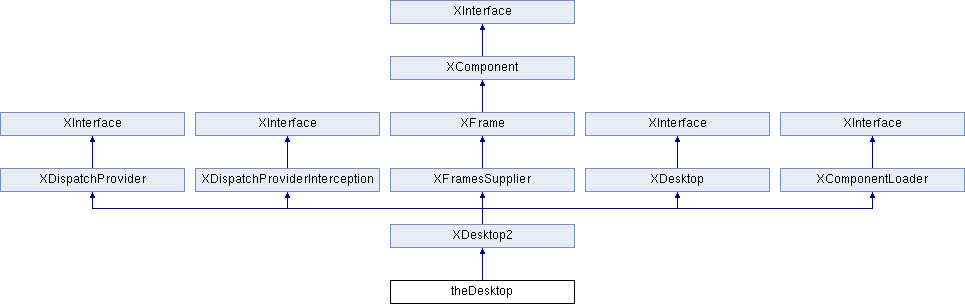 XInterface
XComponent
XInterface
XInterface
XFrame
XInterface
XInterface
XDispatchProvider
XDispatchProviderInterception
XFramesSupplier
XDesktop
XComponentLoader
XDesktop2
theDesktop